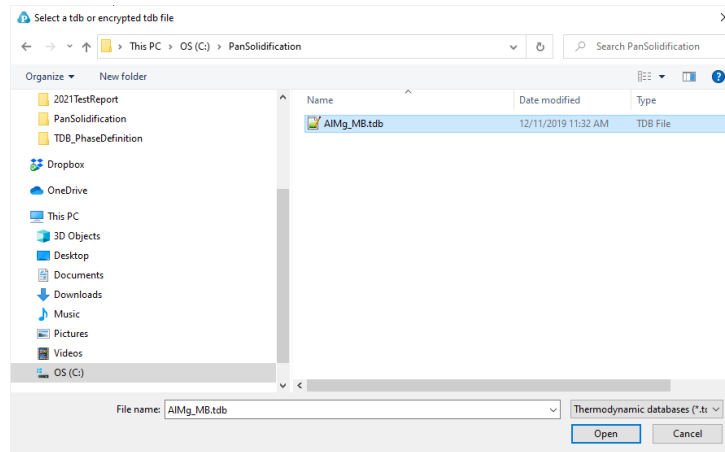 Select a tdb or encrypted tdb file
This PC > OS (C:) > PanSolidification
Search PanSolidification
Organize
New folder
2021TestReport
PanSolidification
TDB_PhaseDefinition
Dropbox
OneDrive
This PC
3D Objects
Desktop
Documents
Downloads
Music
Pictures
Videos
OS (C:)
Name Date modified Type
AlMg_MB.tdb 12/11/2019 11:32 AM TDB File
File name: AlMg_MB.tdb
Thermodynamic databases (*.tc
Open Cancel